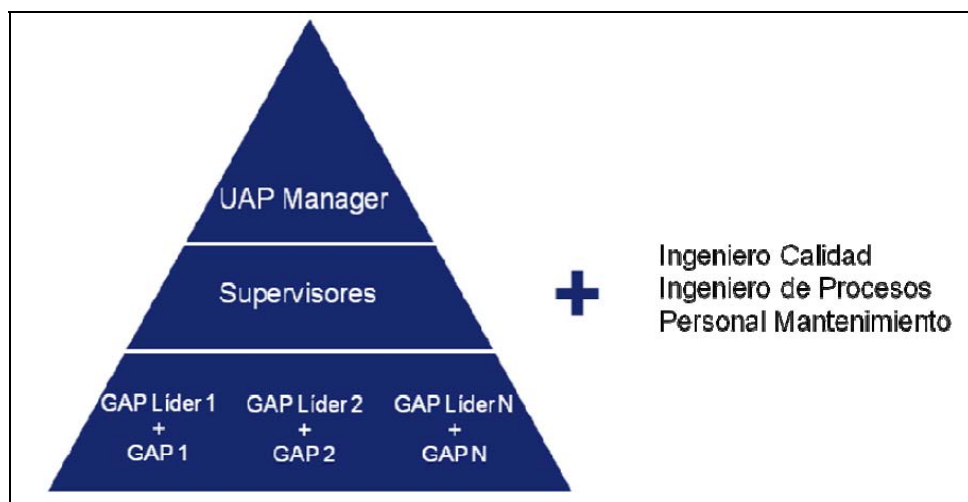 UAP Manager
Supervisores
GAP Líder 1
+
GAP 1
GAP Líder 2
+
GAP 2
GAP Líder N
+
GAP N
+
Ingeniero Calidad
Ingeniero de Procesos
Personal Mantenimiento